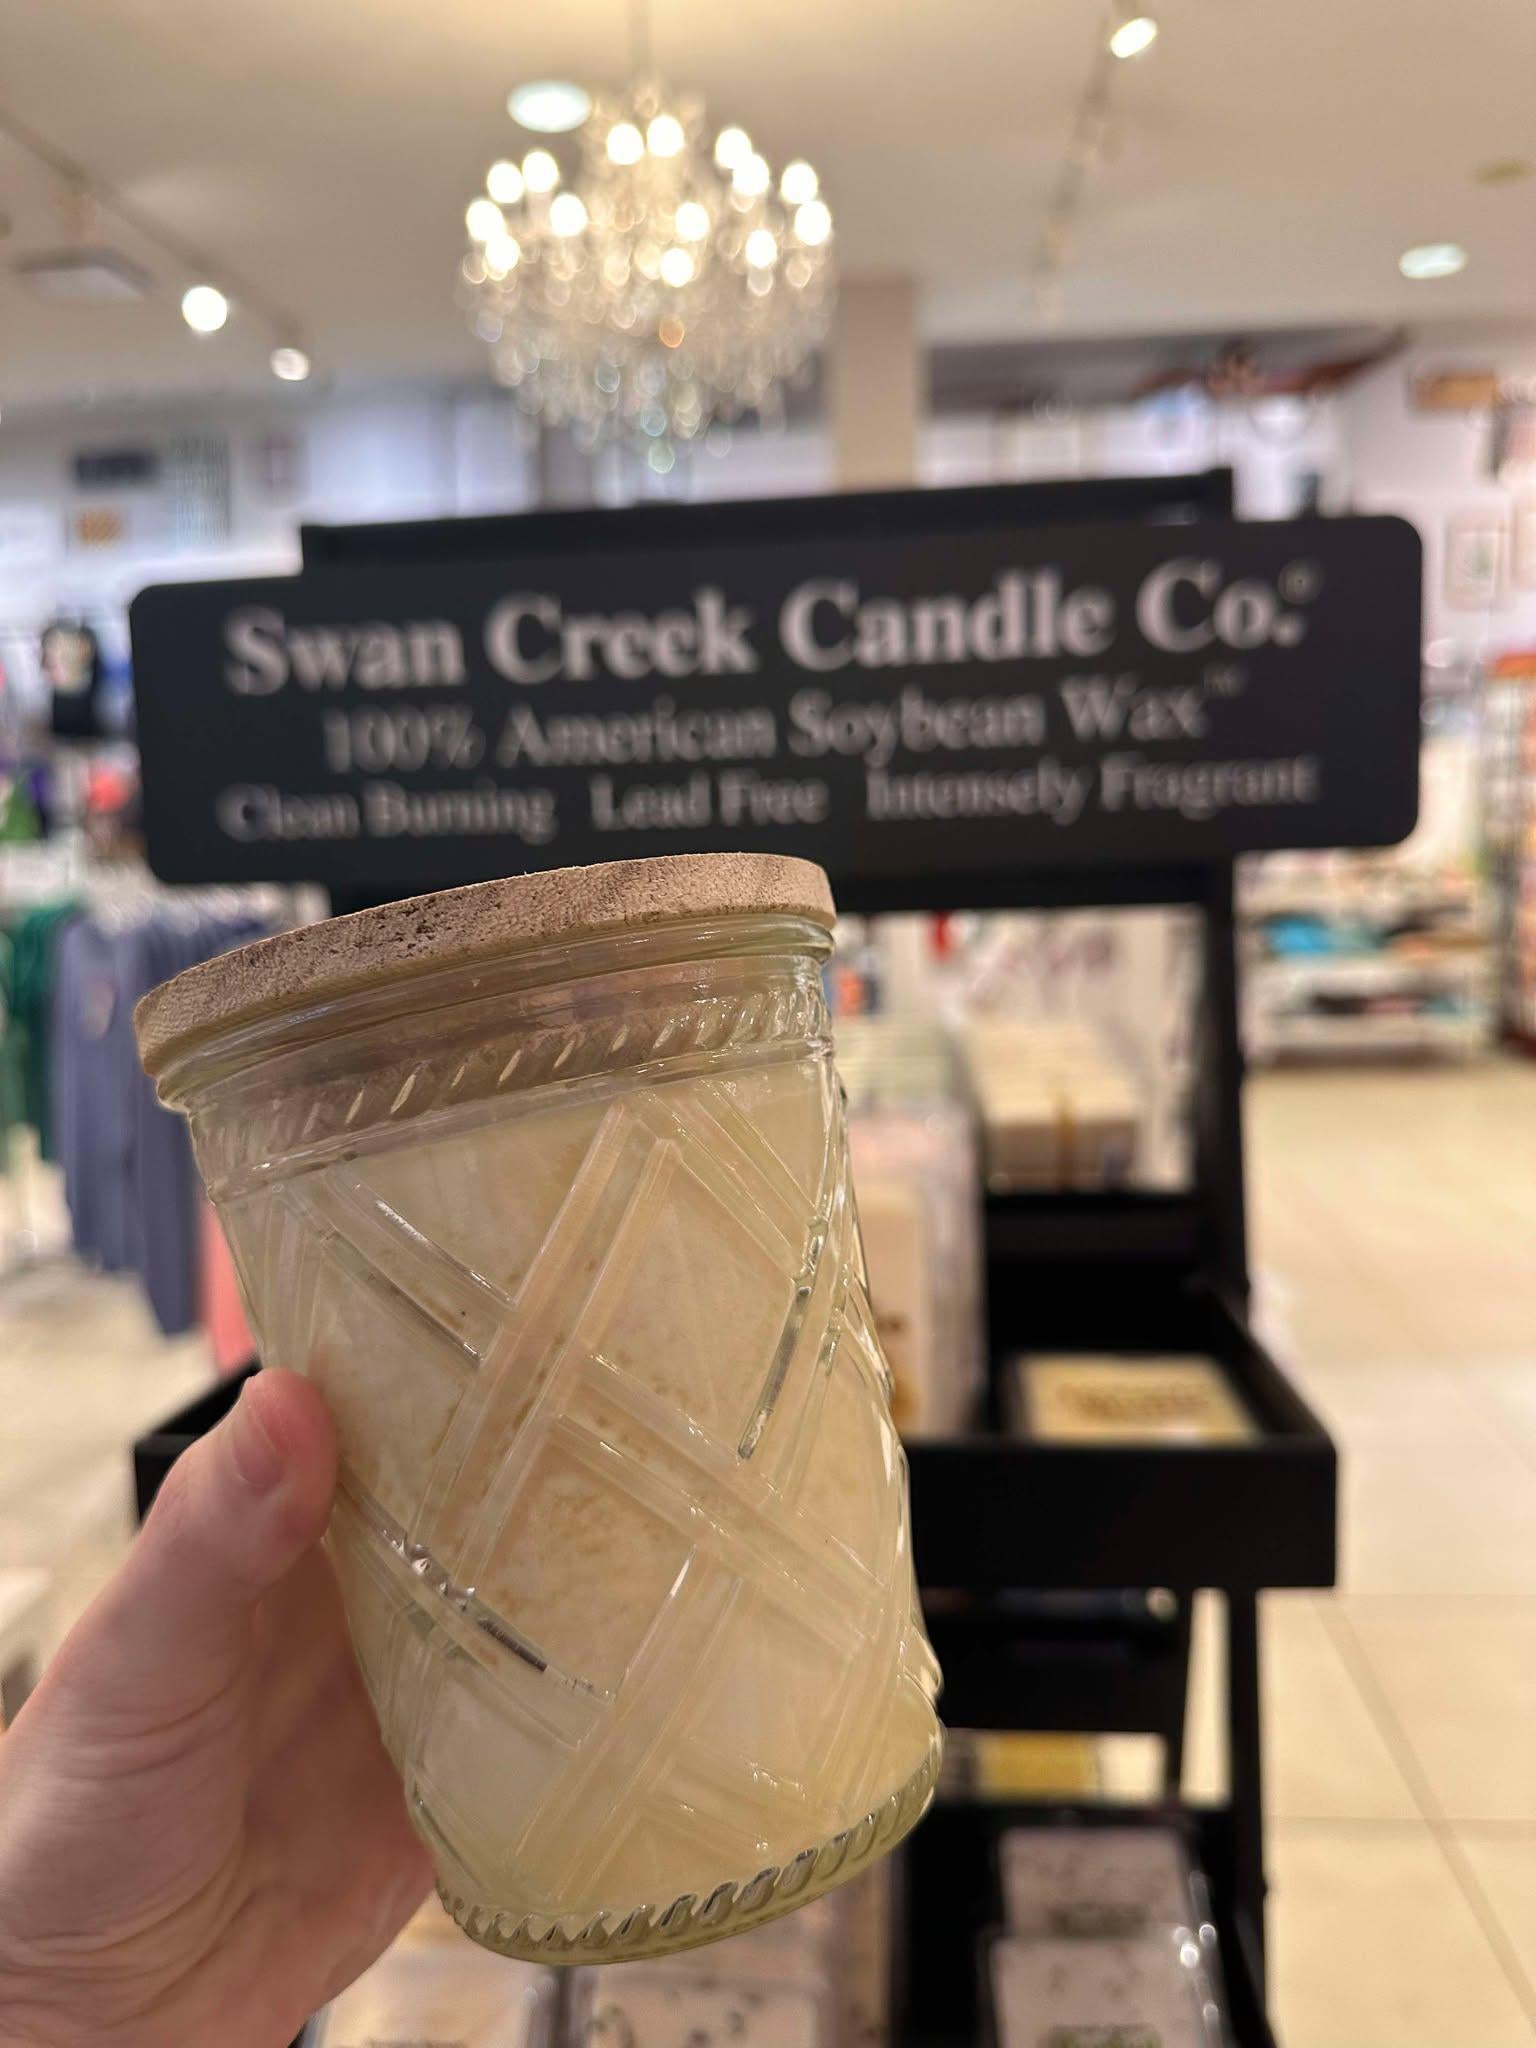 Swan Creek Candle Co.®
100% American Soybean Wax™
Clean Burning Lead Free Intensely Fragrant